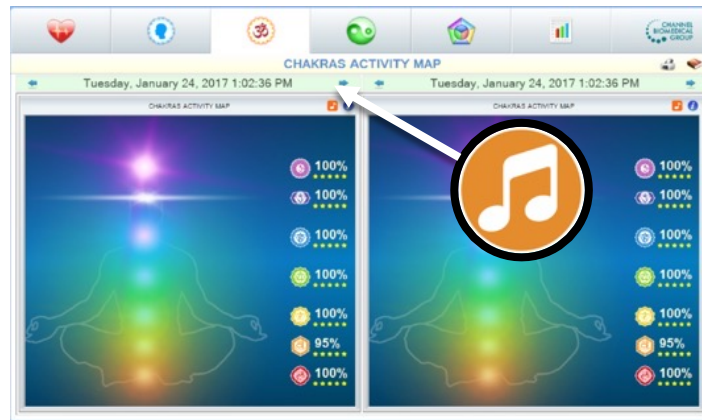 CHANNEL
BIOMEDICAL
GROUP
CHAKRAS ACTIVITY MAP
Tuesday, January 24, 2017 1:02:36 PM
Tuesday, January 24, 2017 1:02:36 PM
CHAKRAS ACTIVITY MAP
CHAKRAS ACTIVITY MAP
100%
100%
100%
100%
100%
95%
100%
100%
100%
100%
100%
100%
95%
100%